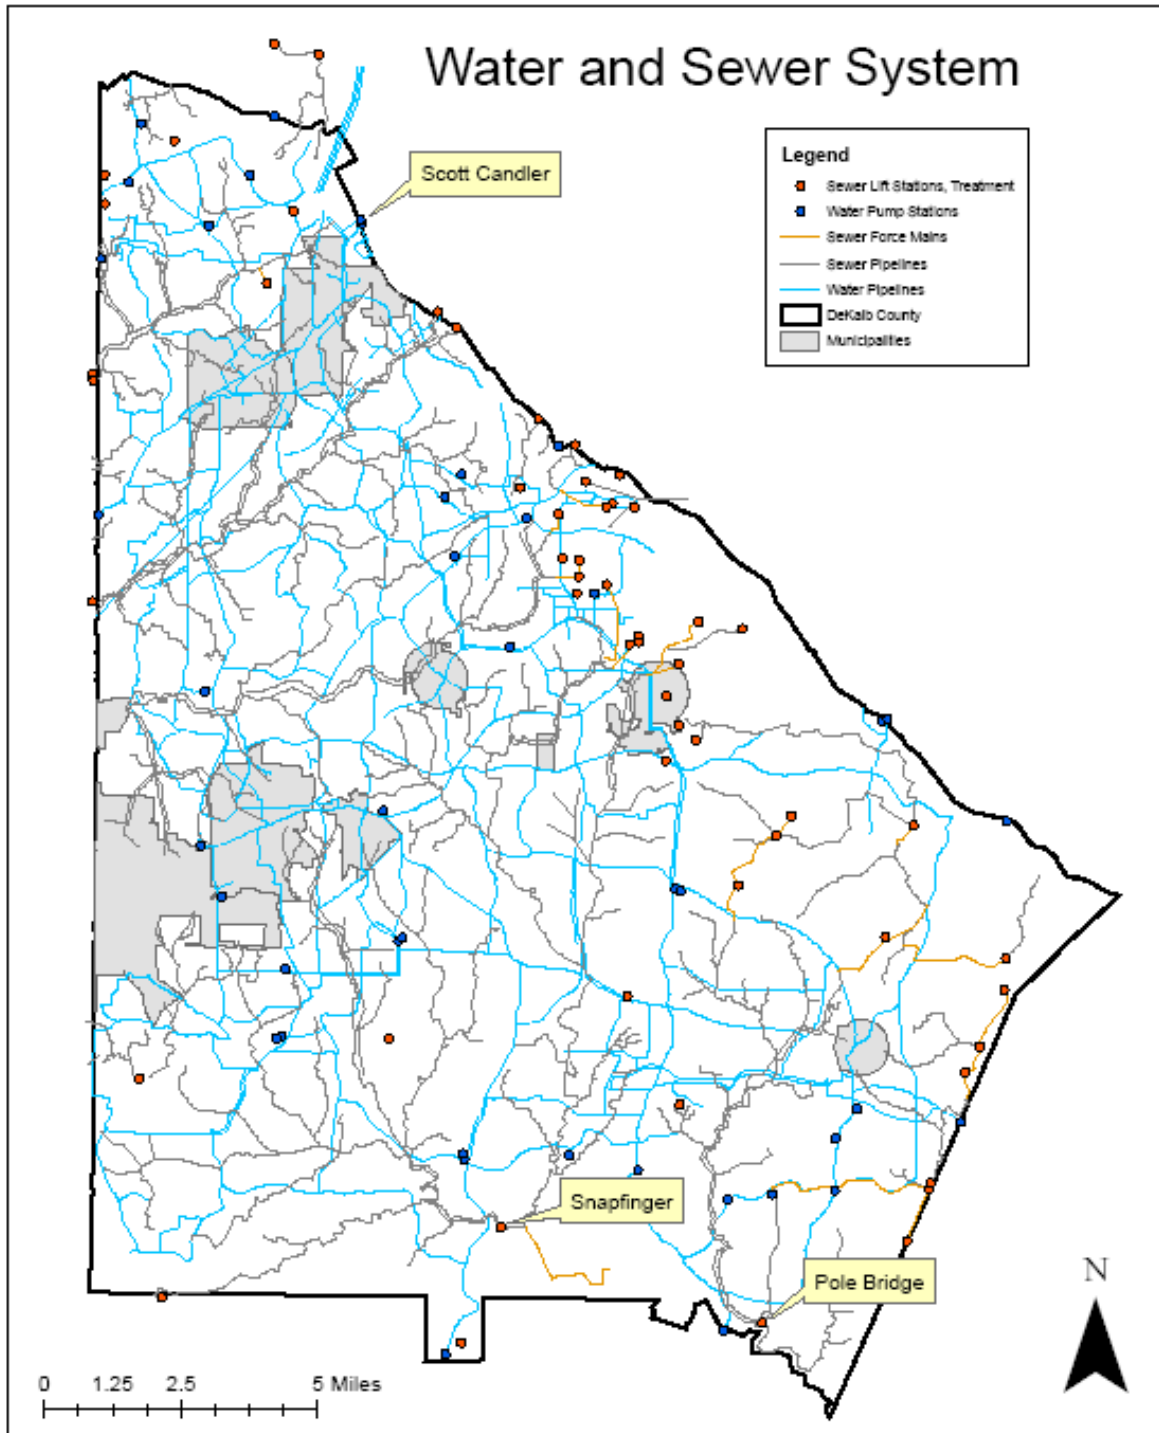 Water and Sewer System
Scott Candler
Legend
Sewer Lift Stations, Treatment
Water Pump Stations
Sewer Force Mains
Sewer Pipelines
Water Pipelines
DeKalb County
Municipalities
Snapfinger
Pole Bridge
N
0 1.25 2.5 5 Miles